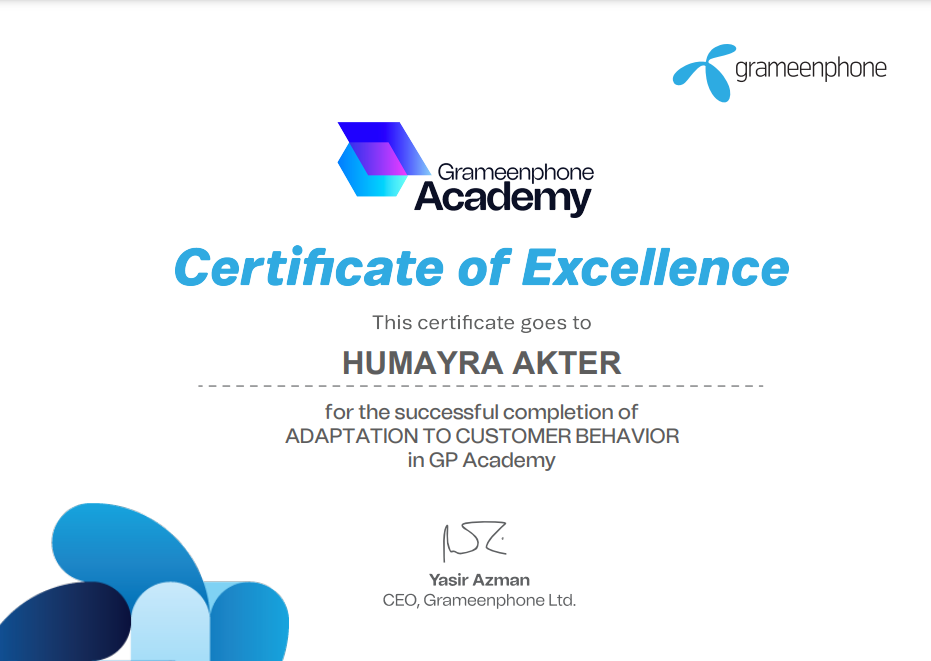 grameenphone
Grameenphone
Academy
Certificate of Excellence
This certificate goes to
HUMAYRA AKTER
for the successful completion of
ADAPTATION TO CUSTOMER BEHAVIOR
in GP Academy
Yasir Azman
CEO, Grameenphone Ltd.